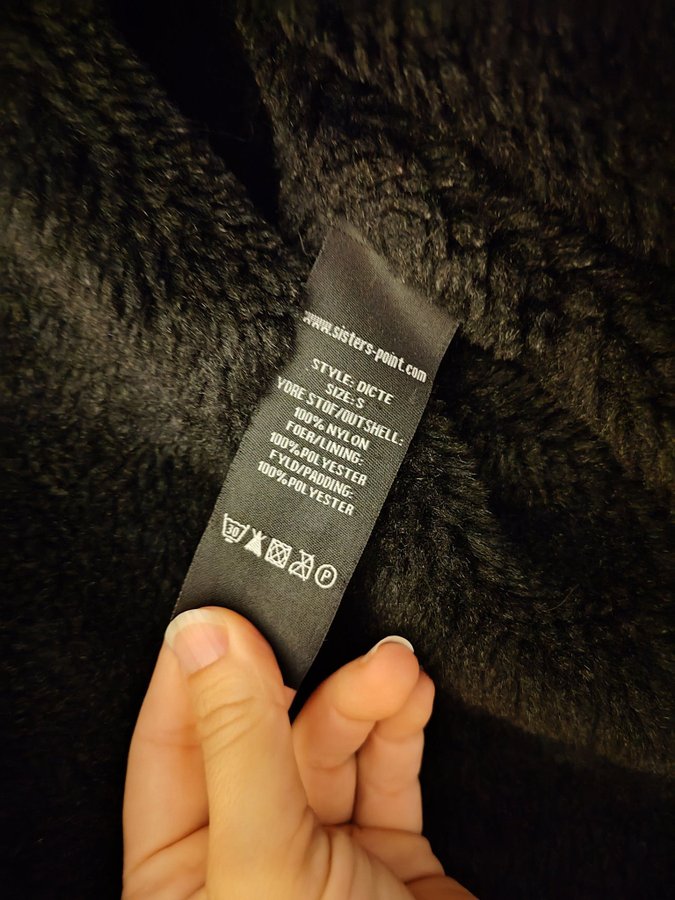 www.sisters-point.com
STYLE: DICTE
SIZE: S
YDRE STOF/OUTSHELL:
100% NYLON
FOER/LINING:
100% POLYESTER
FYLD/PADDING:
100% POLYESTER
30 P